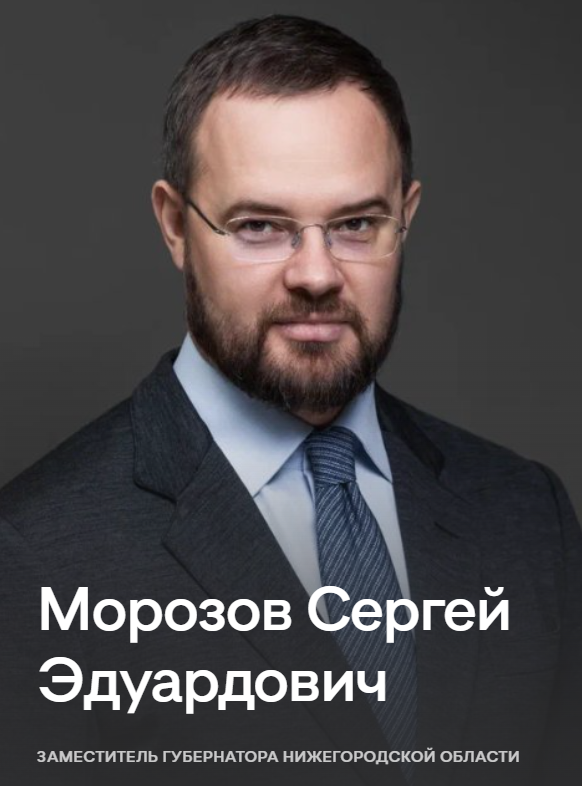 Морозов Сергей
Эдуардович
ЗАМЕСТИТЕЛЬ ГУБЕРНАТОРА НИЖЕГОРОДСКОЙ ОБЛАСТИ